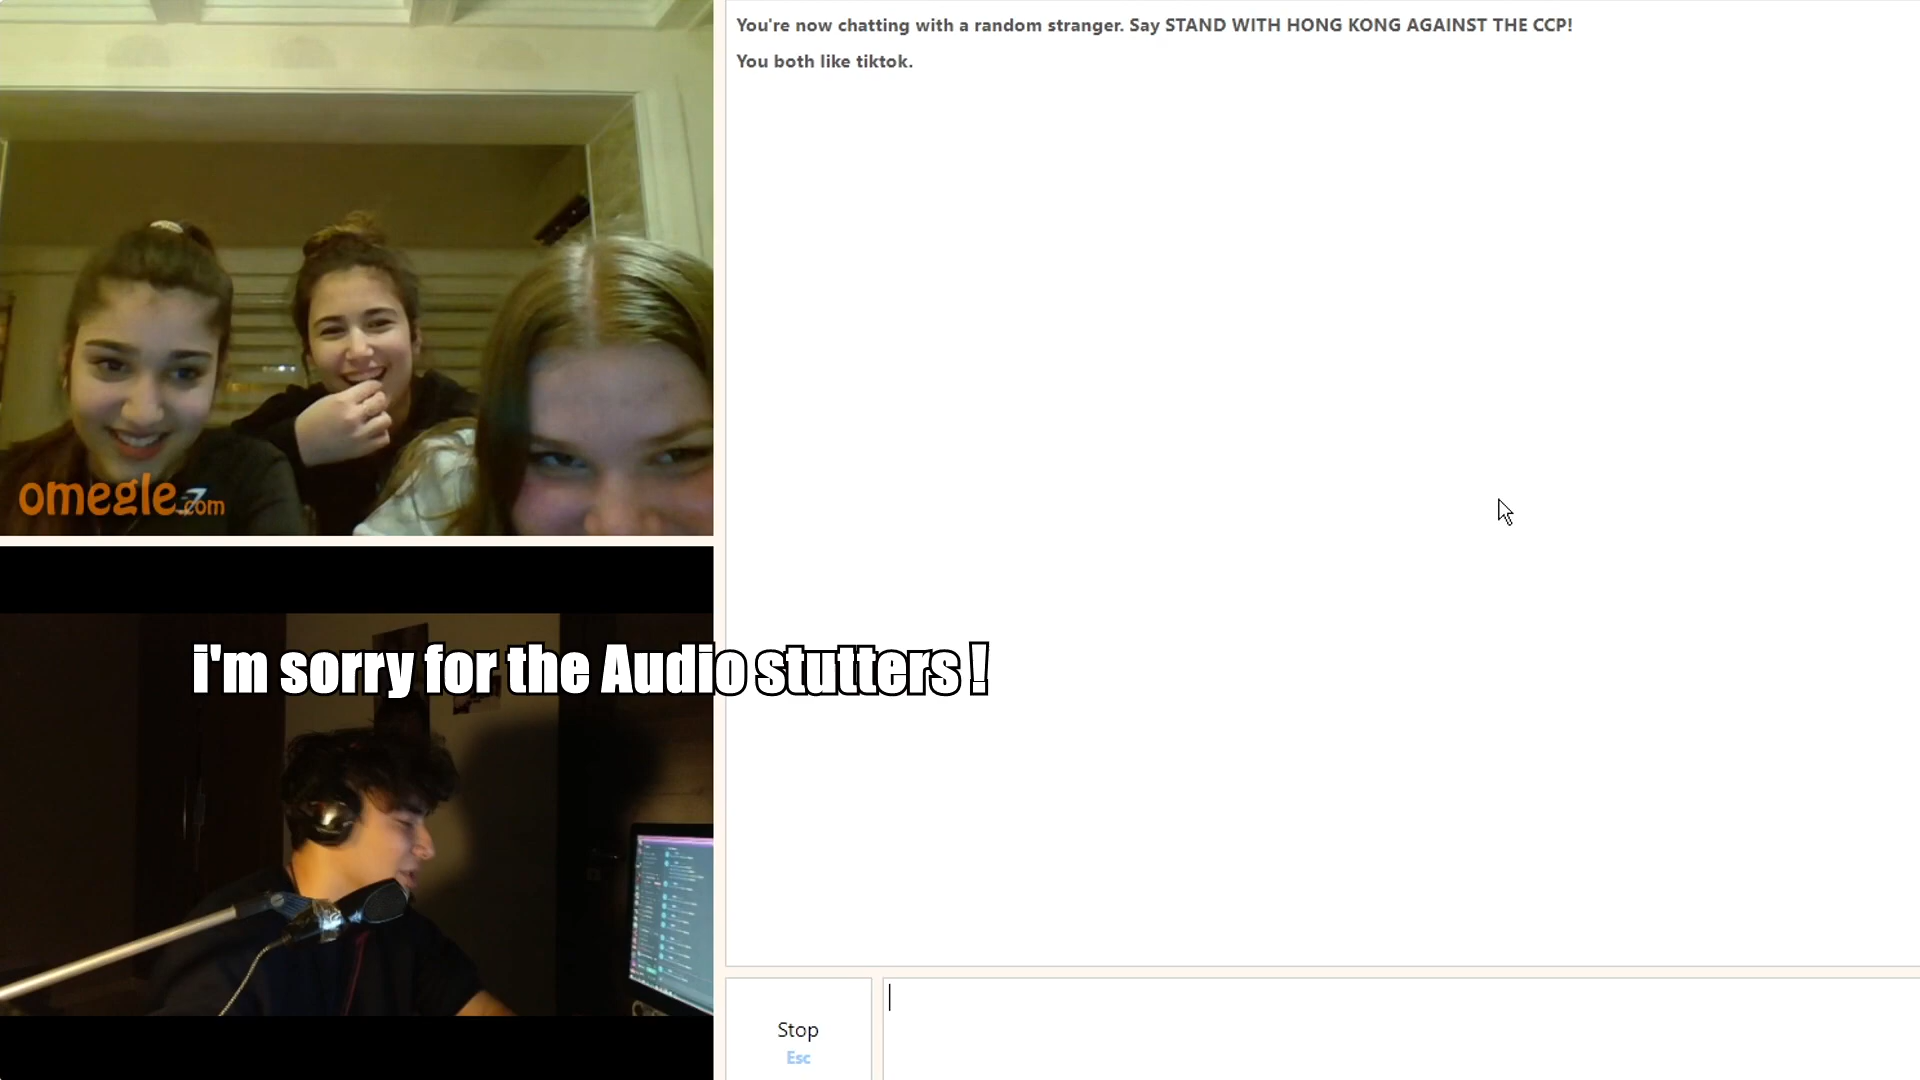 You're now chatting with a random stranger. Say STAND WITH HONG KONG AGAINST THE CCP!
You both like tiktok.
omegle.com
i'm sorry for the Audio stutters !
Stop
Esc